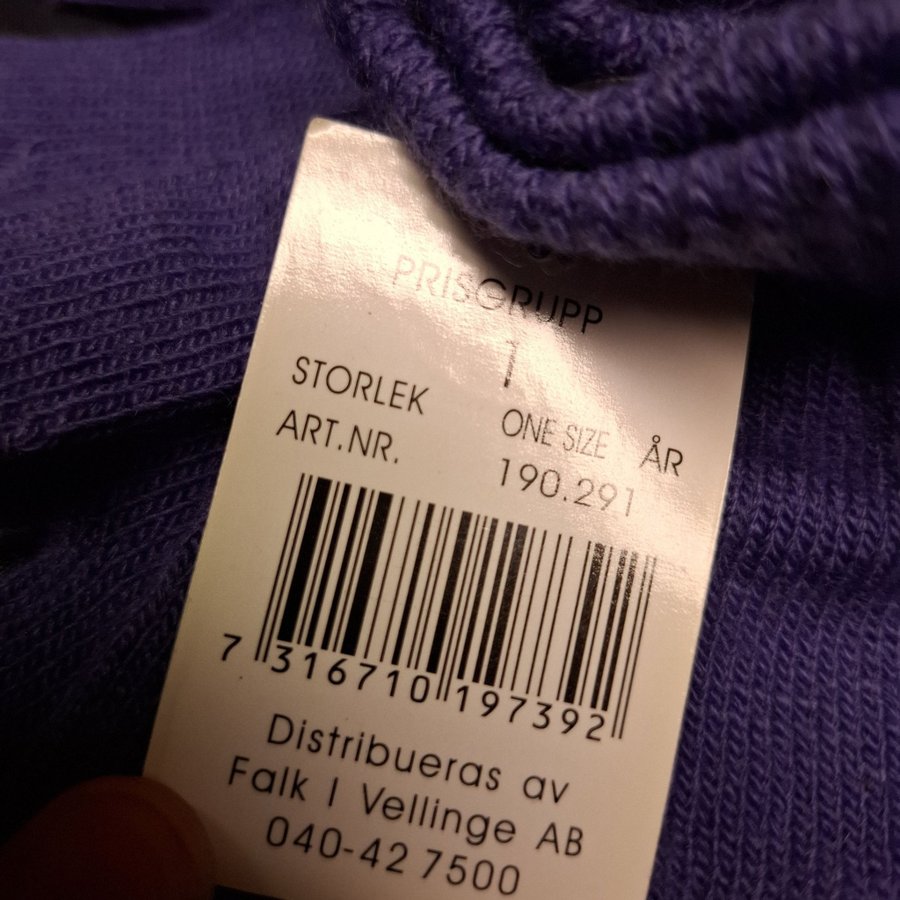 PRISGRUPP
1
STORLEK ONE SIZE ÅR
ART.NR. 190.291
7 316710 197392
Distribueras av
Falk I Vellinge AB
040-42 7500